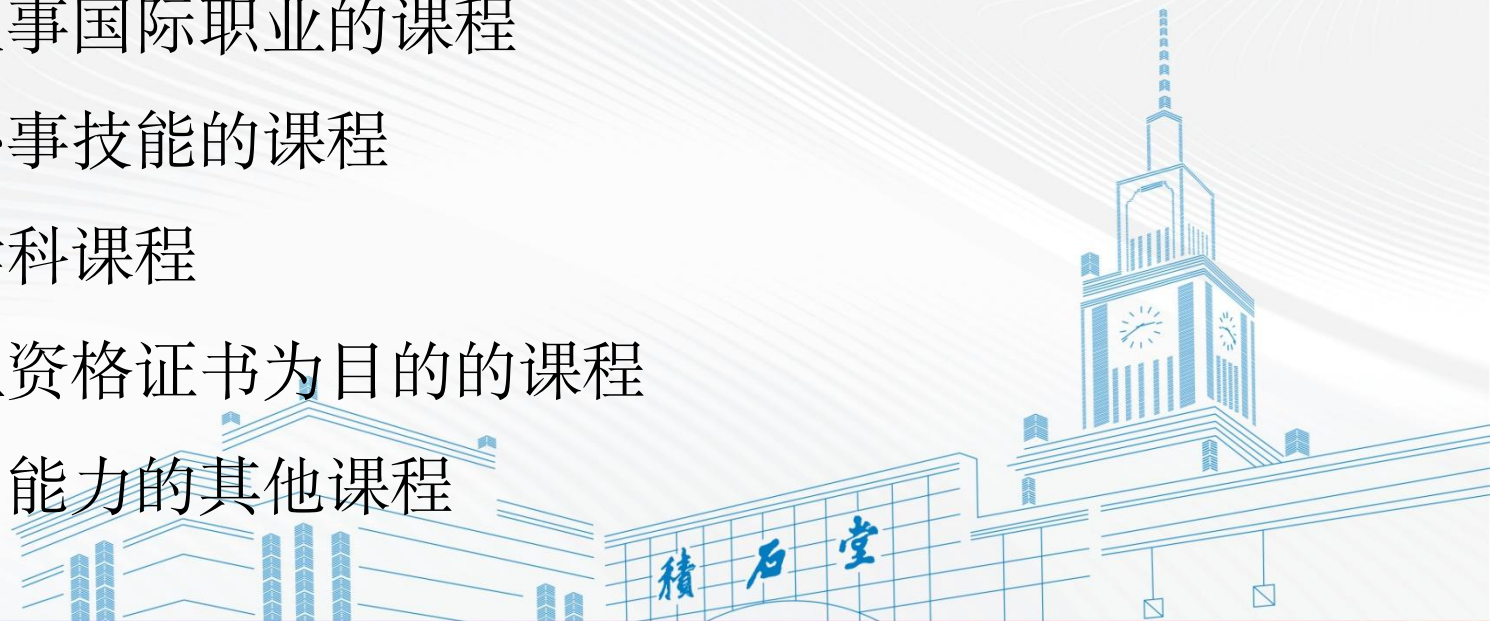 事国际职业的课程
事技能的课程
科课程
资格证书为目的的课程
能力的其他课程
積石堂